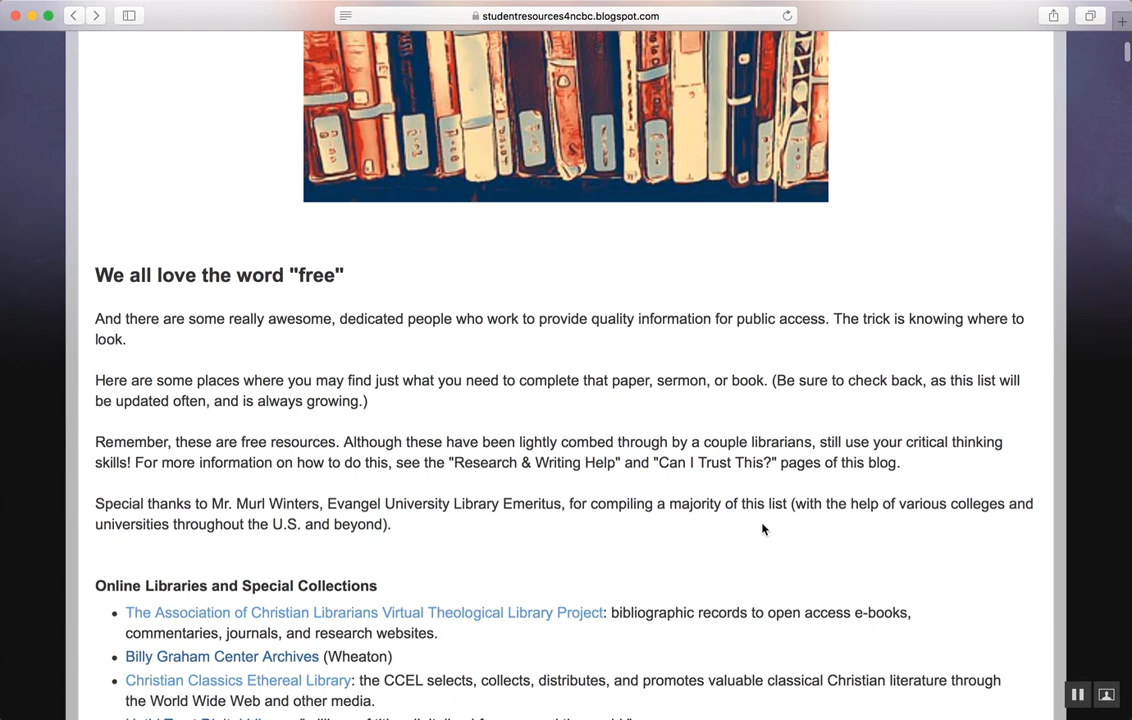 studentresources4ncbc.blogspot.com
We all love the word "free"
And there are some really awesome, dedicated people who work to provide quality information for public access. The trick is knowing where to
look.
Here are some places where you may find just what you need to complete that paper, sermon, or book. (Be sure to check back, as this list will
be updated often, and is always growing.)
Remember, these are free resources. Although these have been lightly combed through by a couple librarians, still use your critical thinking
skills! For more information on how to do this, see the "Research & Writing Help" and "Can I Trust This?" pages of this blog.
Special thanks to Mr. Murl Winters, Evangel University Library Emeritus, for compiling a majority of this list (with the help of various colleges and
universities throughout the U.S. and beyond).
Online Libraries and Special Collections
• The Association of Christian Librarians Virtual Theological Library Project: bibliographic records to open access e-books,
commentaries, journals, and research websites.
• Billy Graham Center Archives (Wheaton)
• Christian Classics Ethereal Library: the CCEL selects, collects, distributes, and promotes valuable classical Christian literature through
the World Wide Web and other media.